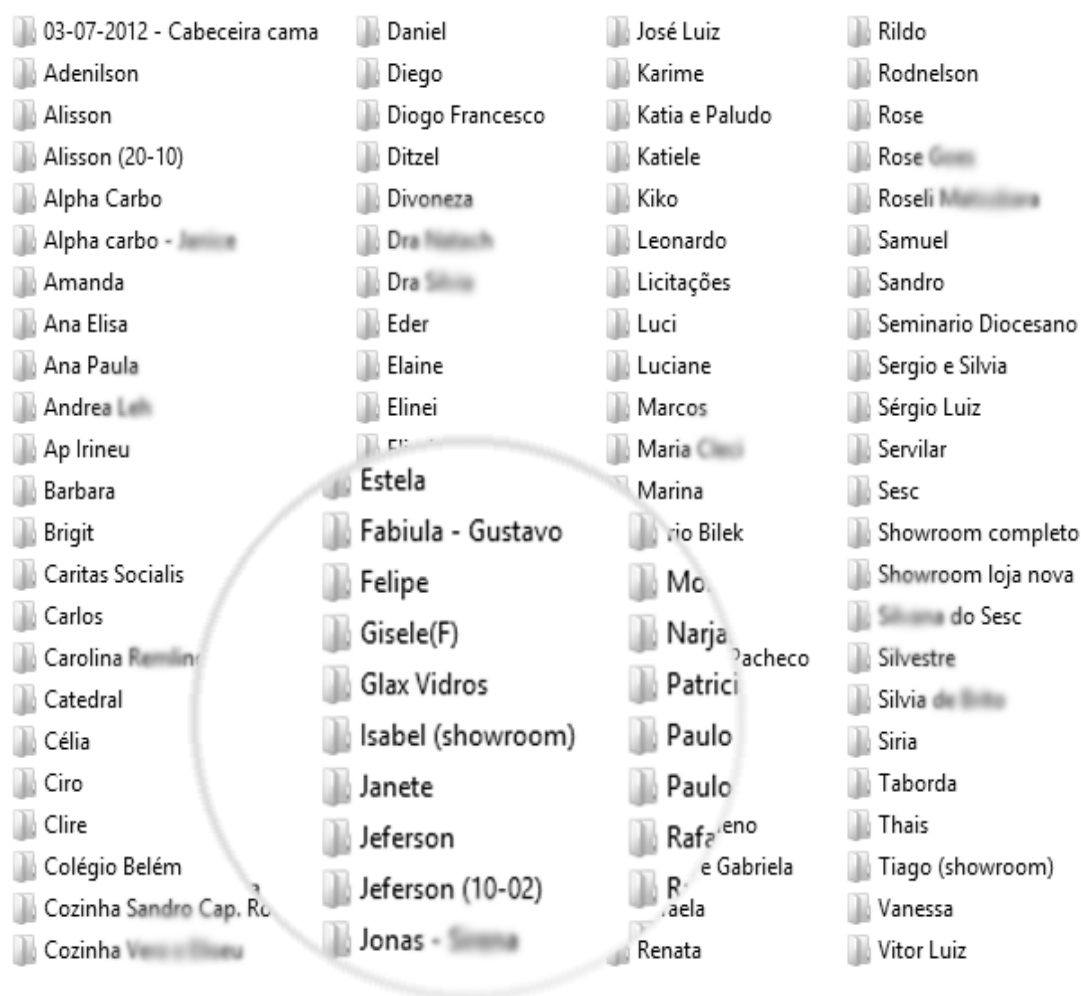 03-07-2012 - Cabeceira cama
Adenilson
Alisson
Alisson (20-10)
Alpha Carbo
Alpha carbo -
Amanda
Ana Elisa
Ana Paula
Andrea
Ap Irineu
Barbara
Brigit
Caritas Socialis
Carlos
Carolina
Catedral
Célia
Ciro
Clire
Colégio Belém
Cozinha Sandro Cap.
Cozinha
Daniel
Diego
Diogo Francesco
Ditzel
Divoneza
Dra
Dra
Eder
Elaine
Elinei
Estela
Fabiula - Gustavo
Felipe
Gisele(F)
Glax Vidros
Isabel (showroom)
Janete
Jeferson
Jeferson (10-02)
Jonas -
José Luiz
Karime
Katia e Paludo
Katiele
Kiko
Leonardo
Licitações
Luci
Luciane
Marcos
Maria
Marina
Bilek
Pacheco
Paulo
Paulo
e Gabriela
Renata
Rildo
Rodnelson
Rose
Rose
Roseli
Samuel
Sandro
Seminario Diocesano
Sergio e Silvia
Sérgio Luiz
Servilar
Sesc
Showroom completo
Showroom loja nova
do Sesc
Silvestre
Silvia
Siria
Taborda
Thais
Tiago (showroom)
Vanessa
Vitor Luiz